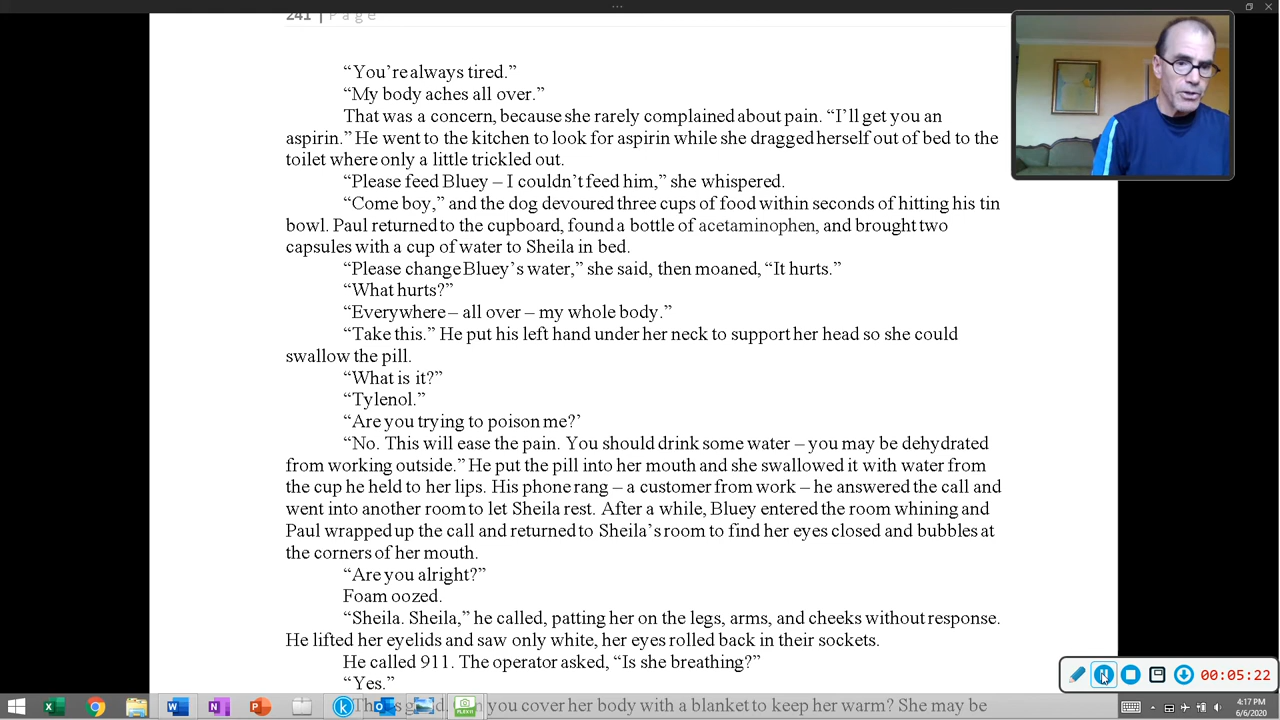 241 | Page
“You’re always tired.”
“My body aches all over.”
That was a concern, because she rarely complained about pain. “I’ll get you an
aspirin.” He went to the kitchen to look for aspirin while she dragged herself out of bed to the
toilet where only a little trickled out.
“Please feed Bluey – I couldn’t feed him,” she whispered.
“Come boy,” and the dog devoured three cups of food within seconds of hitting his tin
bowl. Paul returned to the cupboard, found a bottle of acetaminophen, and brought two
capsules with a cup of water to Sheila in bed.
“Please change Bluey’s water,” she said, then moaned, “It hurts.”
“What hurts?”
“Everywhere – all over – my whole body.”
“Take this.” He put his left hand under her neck to support her head so she could
swallow the pill.
“What is it?”
“Tylenol.”
“Are you trying to poison me?’
“No. This will ease the pain. You should drink some water – you may be dehydrated
from working outside.” He put the pill into her mouth and she swallowed it with water from
the cup he held to her lips. His phone rang – a customer from work – he answered the call and
went into another room to let Sheila rest. After a while, Bluey entered the room whining and
Paul wrapped up the call and returned to Sheila’s room to find her eyes closed and bubbles at
the corners of her mouth.
“Are you alright?”
Foam oozed.
“Sheila. Sheila,” he called, patting her on the legs, arms, and cheeks without response.
He lifted her eyelids and saw only white, her eyes rolled back in their sockets.
He called 911. The operator asked, “Is she breathing?”
“Yes.”
you cover her body with a blanket to keep her warm? She may be
00:05:22
4:17 PM
6/6/2020